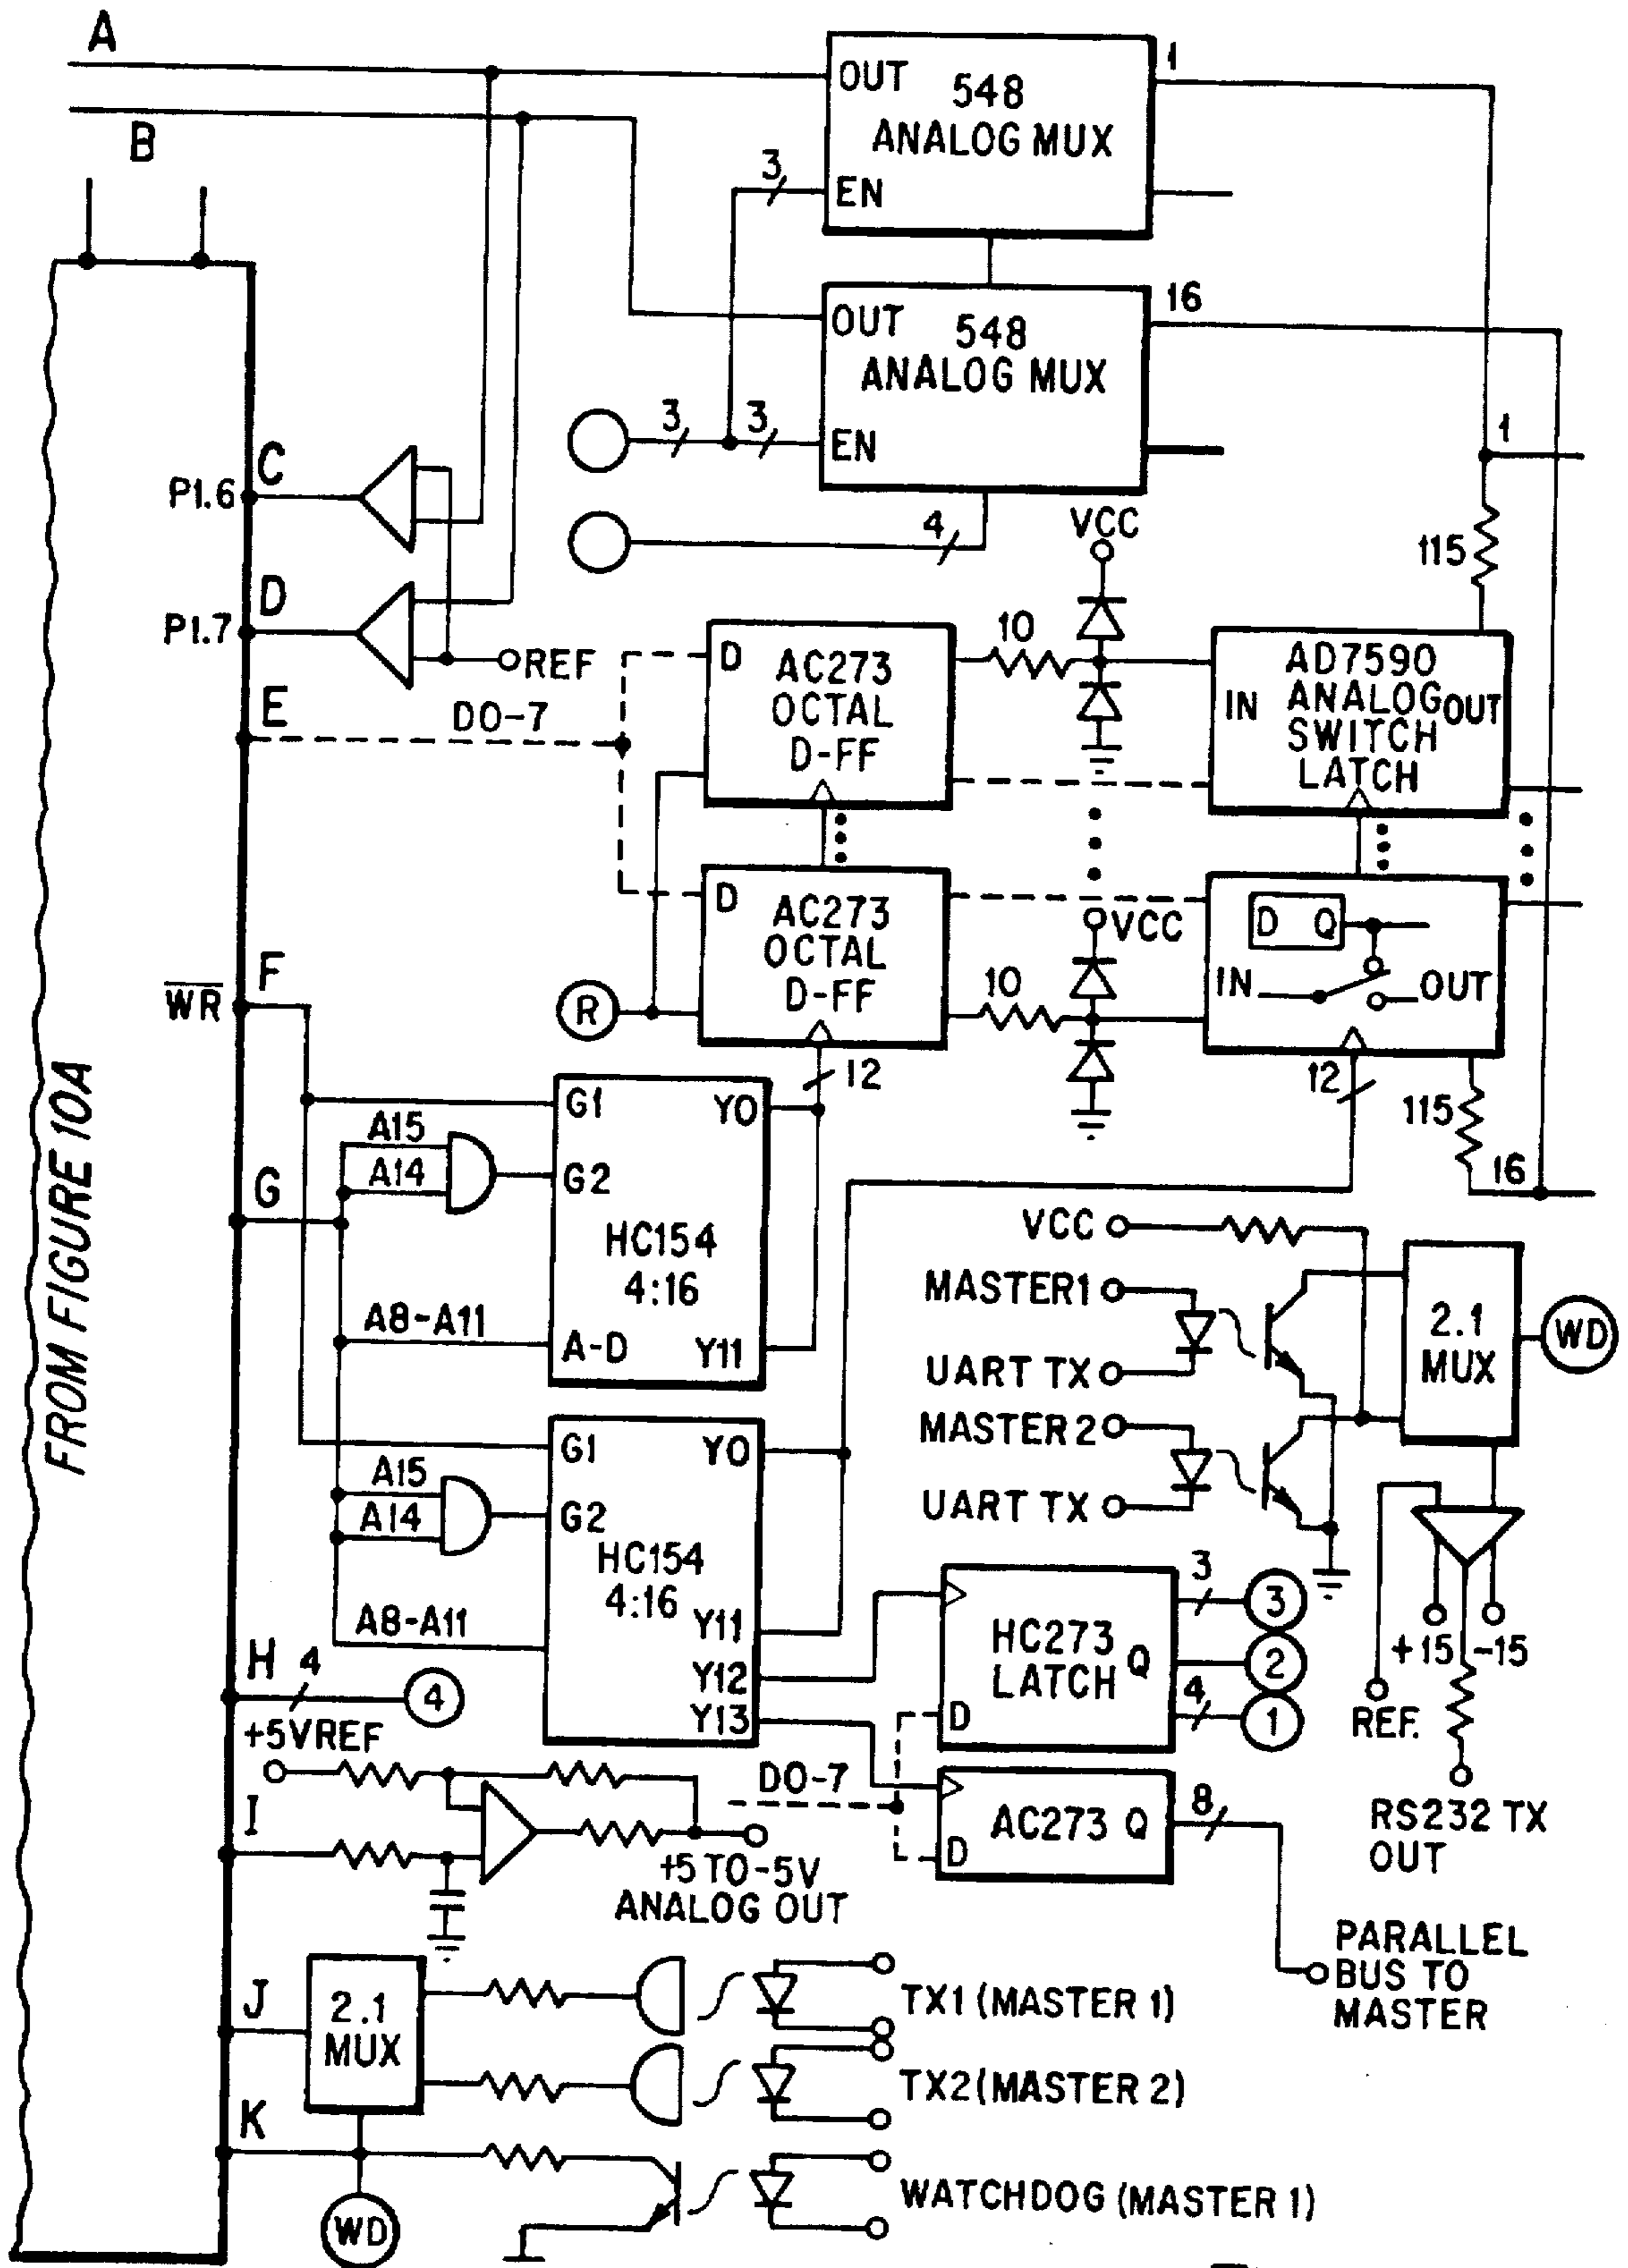 A
B
OUT
548
ANALOG MUX
EN
1
3
OUT
548
ANALOG MUX
EN
16
3
3
4
1
115
C
P1.6
D
P1.7
REF
E
DO-7
D
AC273
OCTAL
D-FF
10
VCC
AD7590
ANALOG
SWITCH
LATCH
IN
OUT
D
AC273
OCTAL
D-FF
10
VCC
D Q
IN
OUT
F
WR
R
12
12
115
16
FROM FIGURE 10A
G
A15
A14
A8-A11
G1
G2
HC154
4:16
A-D
Y0
Y11
A15
A14
A8-A11
G1
G2
HC154
4:16
Y0
Y11
Y12
Y13
VCC
MASTER1
UART TX
MASTER 2
UART TX
2.1
MUX
WD
+15
-15
REF.
RS232 TX
OUT
HC273
LATCH
Q
D
3
3
2
4
1
DO-7
AC273 Q
D
8
PARALLEL
BUS TO
MASTER
H
4
4
+5VREF
I
+5 TO-5V
ANALOG OUT
J
2.1
MUX
TX1 (MASTER 1)
TX2 (MASTER 2)
K
WD
WATCHDOG (MASTER 1)